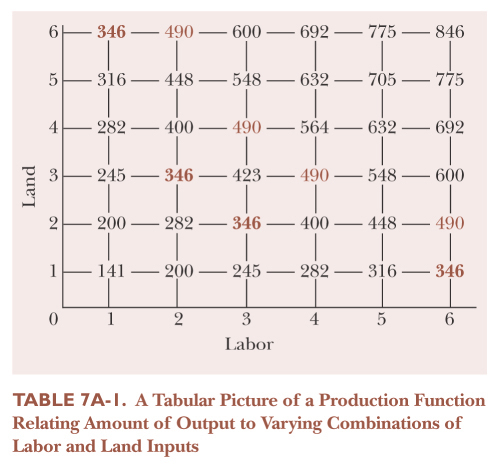 6 346 490 600 692 775 846
5 316 448 548 632 705 775
4 282 400 490 564 632 692
Land
3 245 346 423 490 548 600
2 200 282 346 400 448 490
1 141 200 245 282 316 346
0 1 2 3 4 5 6
Labor
TABLE 7A-1. A Tabular Picture of a Production Function
Relating Amount of Output to Varying Combinations of
Labor and Land Inputs